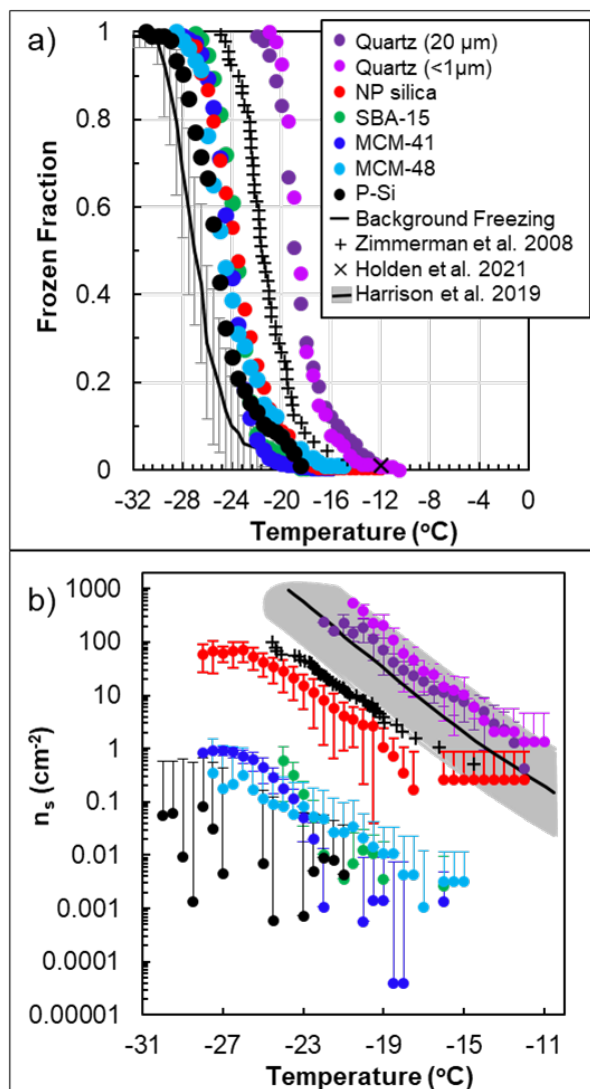 a)
1
0.8
0.6
0.4
0.2
0
Frozen Fraction
Quartz (20 µm)
Quartz (<1µm)
NP silica
SBA-15
MCM-41
MCM-48
P-Si
Background Freezing
Zimmerman et al. 2008
Holden et al. 2021
Harrison et al. 2019
-32 -28 -24 -20 -16 -12 -8 -4 0
Temperature (°C)
b)
1000
100
10
1
0.1
0.01
0.001
0.0001
0.00001
nₛ (cm⁻²)
-31 -27 -23 -19 -15 -11
Temperature (°C)